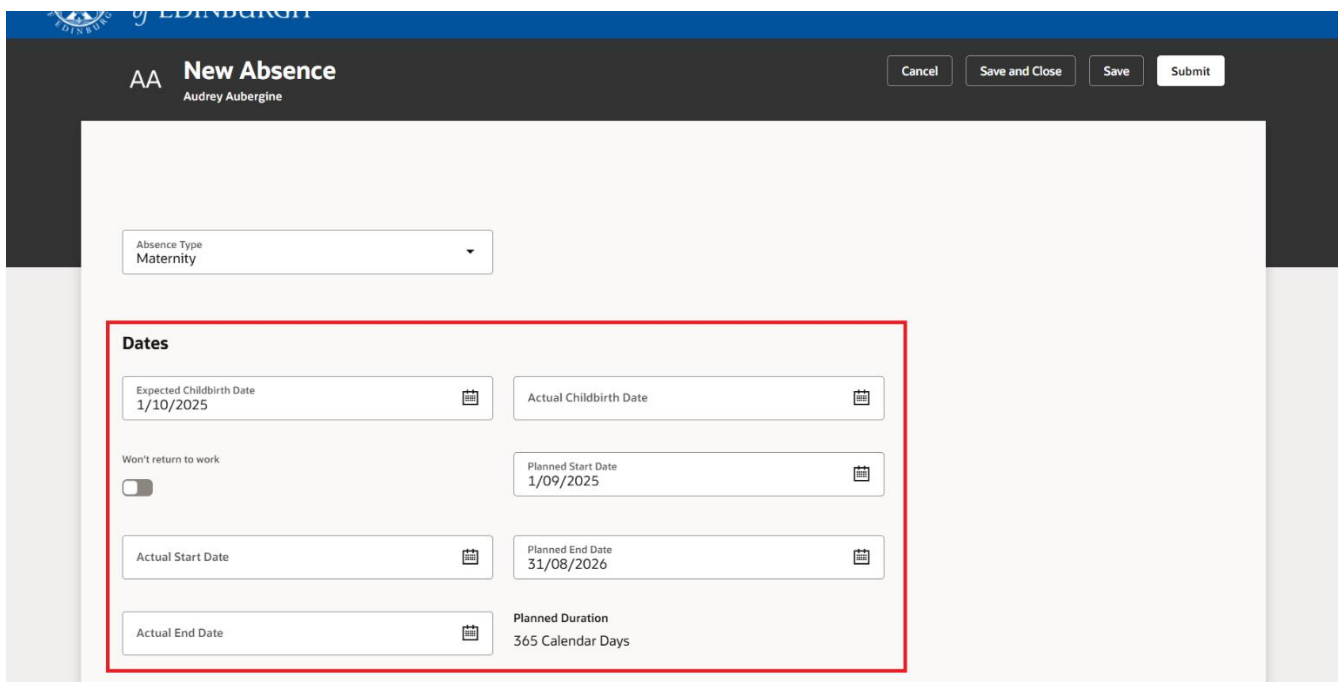 of EDINBURGH
EDINBURG
AA
New Absence
Audrey Aubergine
Cancel
Save and Close
Save
Submit
Absence Type
Maternity
Dates
Expected Childbirth Date
1/10/2025
Actual Childbirth Date
Won't return to work
Planned Start Date
1/09/2025
Actual Start Date
Planned End Date
31/08/2026
Actual End Date
Planned Duration
365 Calendar Days